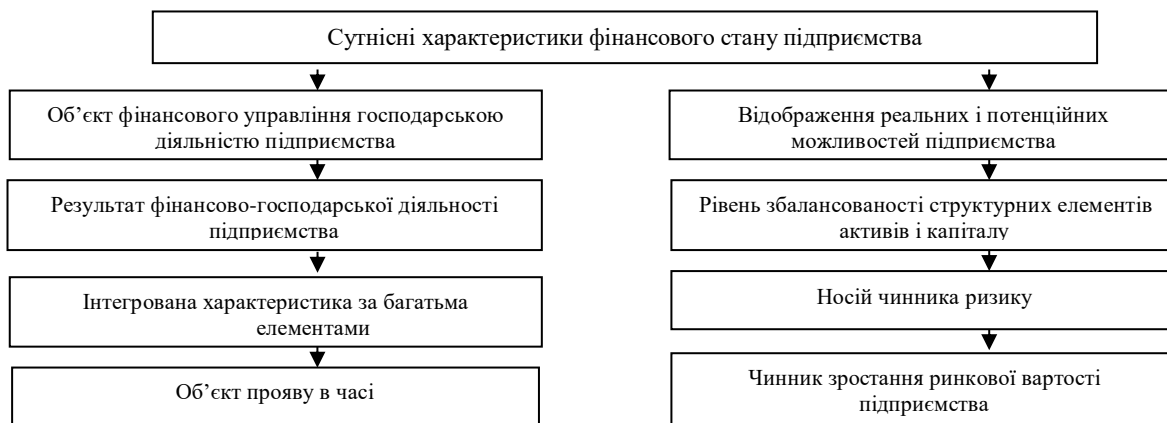 Сутнісні характеристики фінансового стану підприємства
Об’єкт фінансового управління господарською
діяльністю підприємства
Результат фінансово-господарської діяльності
підприємства
Інтегрована характеристика за багатьма
елементами
Об’єкт прояву в часі
Відображення реальних і потенційних
можливостей підприємства
Рівень збалансованості структурних елементів
активів і капіталу
Носій чинника ризику
Чинник зростання ринкової вартості
підприємства